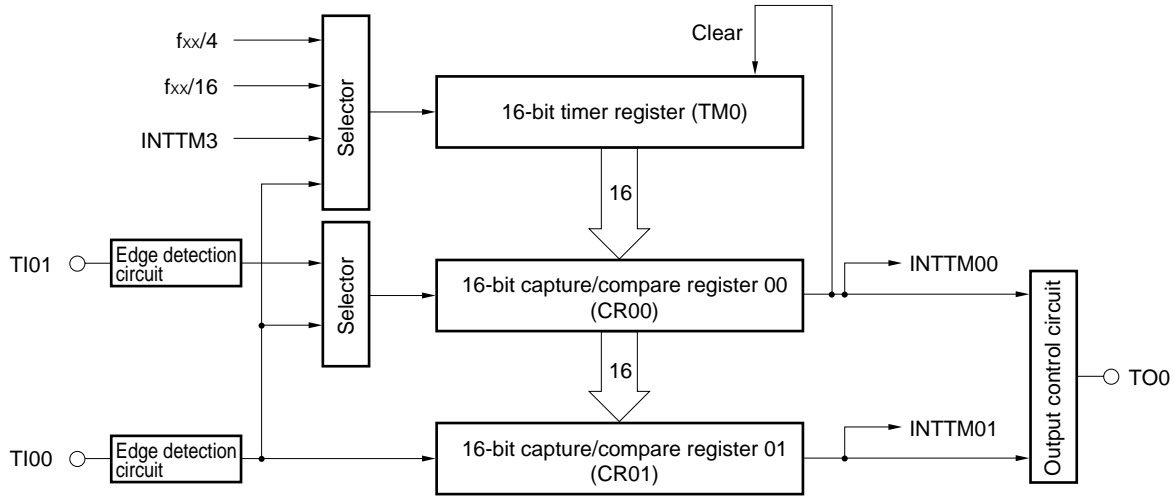 Clear
fxx/4
fxx/16
INTTM3
Selector
16-bit timer register (TM0)
16
TI01
Edge detection
circuit
Selector
16-bit capture/compare register 00
(CR00)
INTTM00
16
Output control circuit
TO0
TI00
Edge detection
circuit
16-bit capture/compare register 01
(CR01)
INTTM01